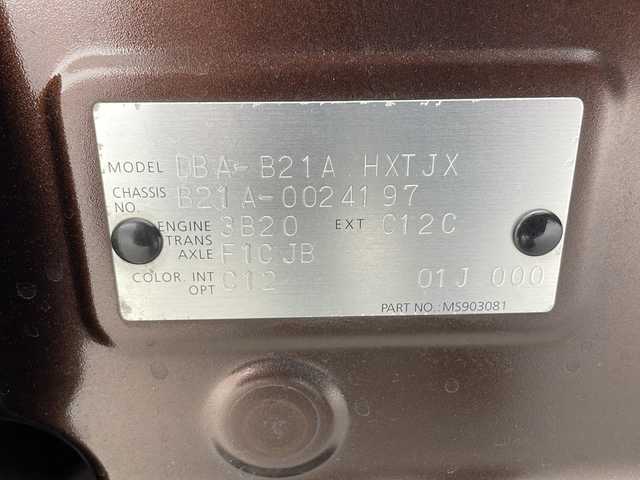 MODEL DBA-B21A HXTJX
CHASSIS NO. B21A-0024197
ENGINE 3B20 EXT C12C
TRANS AXLE F1CJB
COLOR. INT OPT C12 01J 000
PART NO.: MS903081